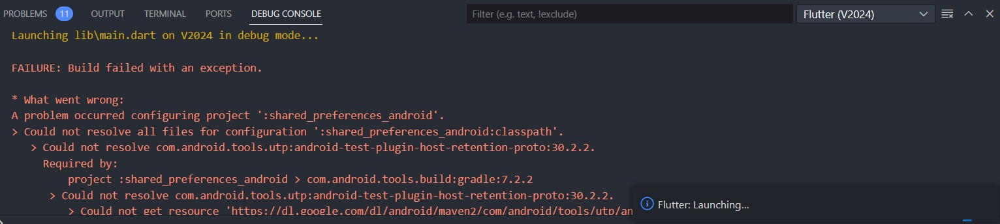 PROBLEMS 11 OUTPUT TERMINAL PORTS DEBUG CONSOLE Filter (e.g. text, !exclude) Flutter (V2024)
Launching lib\main.dart on V2024 in debug mode...
FAILURE: Build failed with an exception.
* What went wrong:
A problem occurred configuring project ':shared_preferences_android'.
> Could not resolve all files for configuration ':shared_preferences_android:classpath'.
> Could not resolve com.android.tools.utp:android-test-plugin-host-retention-proto:30.2.2.
Required by:
project :shared_preferences_android > com.android.tools.build:gradle:7.2.2
> Could not resolve com.android.tools.utp:android-test-plugin-host-retention-proto:30.2.2.
> Could not get resource 'https://dl.google.com/dl/android/maven2/com/android/tools/utp/an
Flutter: Launching...